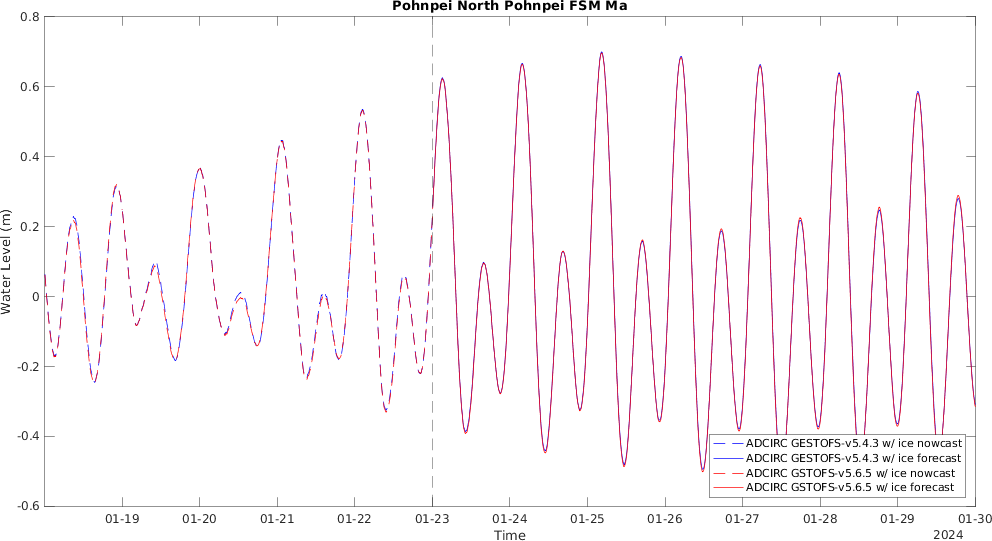 Pohnpei North Pohnpei FSM Ma
Water Level (m)
0.8
0.6
0.4
0.2
0
-0.2
-0.4
-0.6
ADCIRC GESTOFS-v5.4.3 w/ ice nowcast
ADCIRC GESTOFS-v5.4.3 w/ ice forecast
ADCIRC GSTOFS-v5.6.5 w/ ice nowcast
ADCIRC GSTOFS-v5.6.5 w/ ice forecast
01-19 01-20 01-21 01-22 01-23 01-24 01-25 01-26 01-27 01-28 01-29 01-30
Time
2024